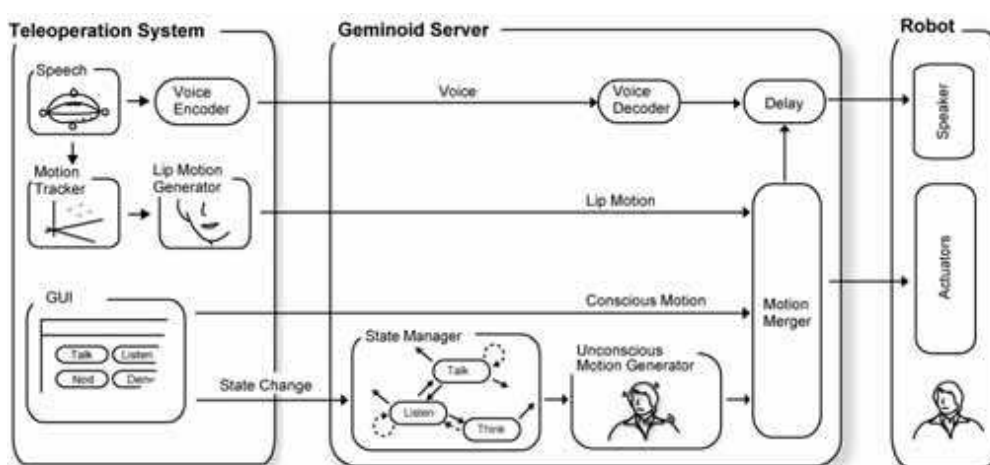 Teleoperation System
Geminoid Server
Robot
Speech
Voice
Encoder
Voice
Voice
Decoder
Delay
Speaker
Motion
Tracker
Lip Motion
Generator
Lip Motion
Actuators
GUI
Talk
Listen
Nod
Conscious Motion
Motion
Merger
State Change
State Manager
Talk
Listen
Think
Unconscious
Motion Generator